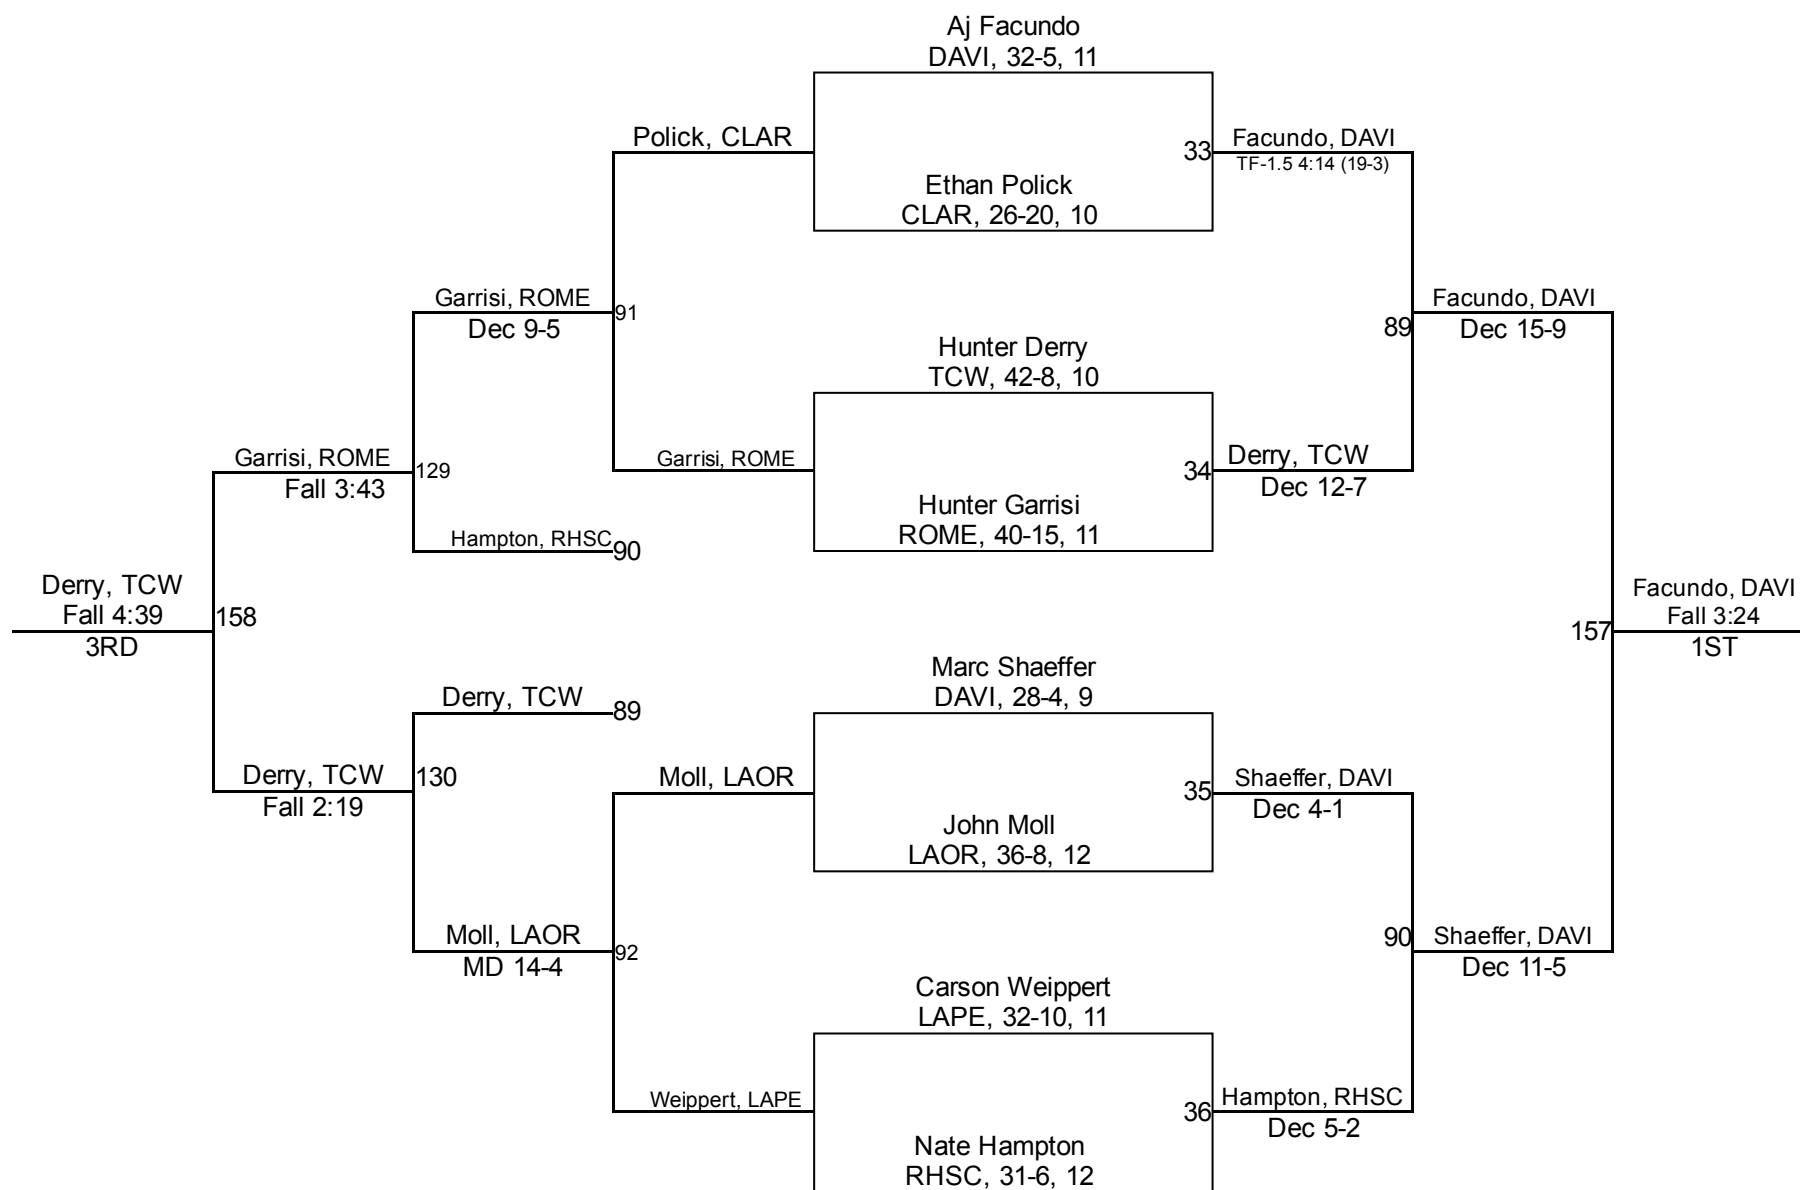 Aj Facundo
DAVI, 32-5, 11
Polick, CLAR
33
Facundo, DAVI
TF-1.5 4:14 (19-3)
Ethan Polick
CLAR, 26-20, 10
Garrisi, ROME
Dec 9-5
91
Facundo, DAVI
Dec 15-9
89
Hunter Derry
TCW, 42-8, 10
Garrisi, ROME
Fall 3:43
129
Garrisi, ROME
34
Derry, TCW
Dec 12-7
Hunter Garrisi
ROME, 40-15, 11
Hampton, RHSC
90
Derry, TCW
Fall 4:39
3RD
158
157
Facundo, DAVI
Fall 3:24
1ST
Marc Shaeffer
DAVI, 28-4, 9
Derry, TCW
89
Derry, TCW
Fall 2:19
130
Moll, LAOR
35
Shaeffer, DAVI
Dec 4-1
John Moll
LAOR, 36-8, 12
Moll, LAOR
MD 14-4
92
90
Shaeffer, DAVI
Dec 11-5
Carson Weippert
LAPE, 32-10, 11
Weippert, LAPE
36
Hampton, RHSC
Dec 5-2
Nate Hampton
RHSC, 31-6, 12